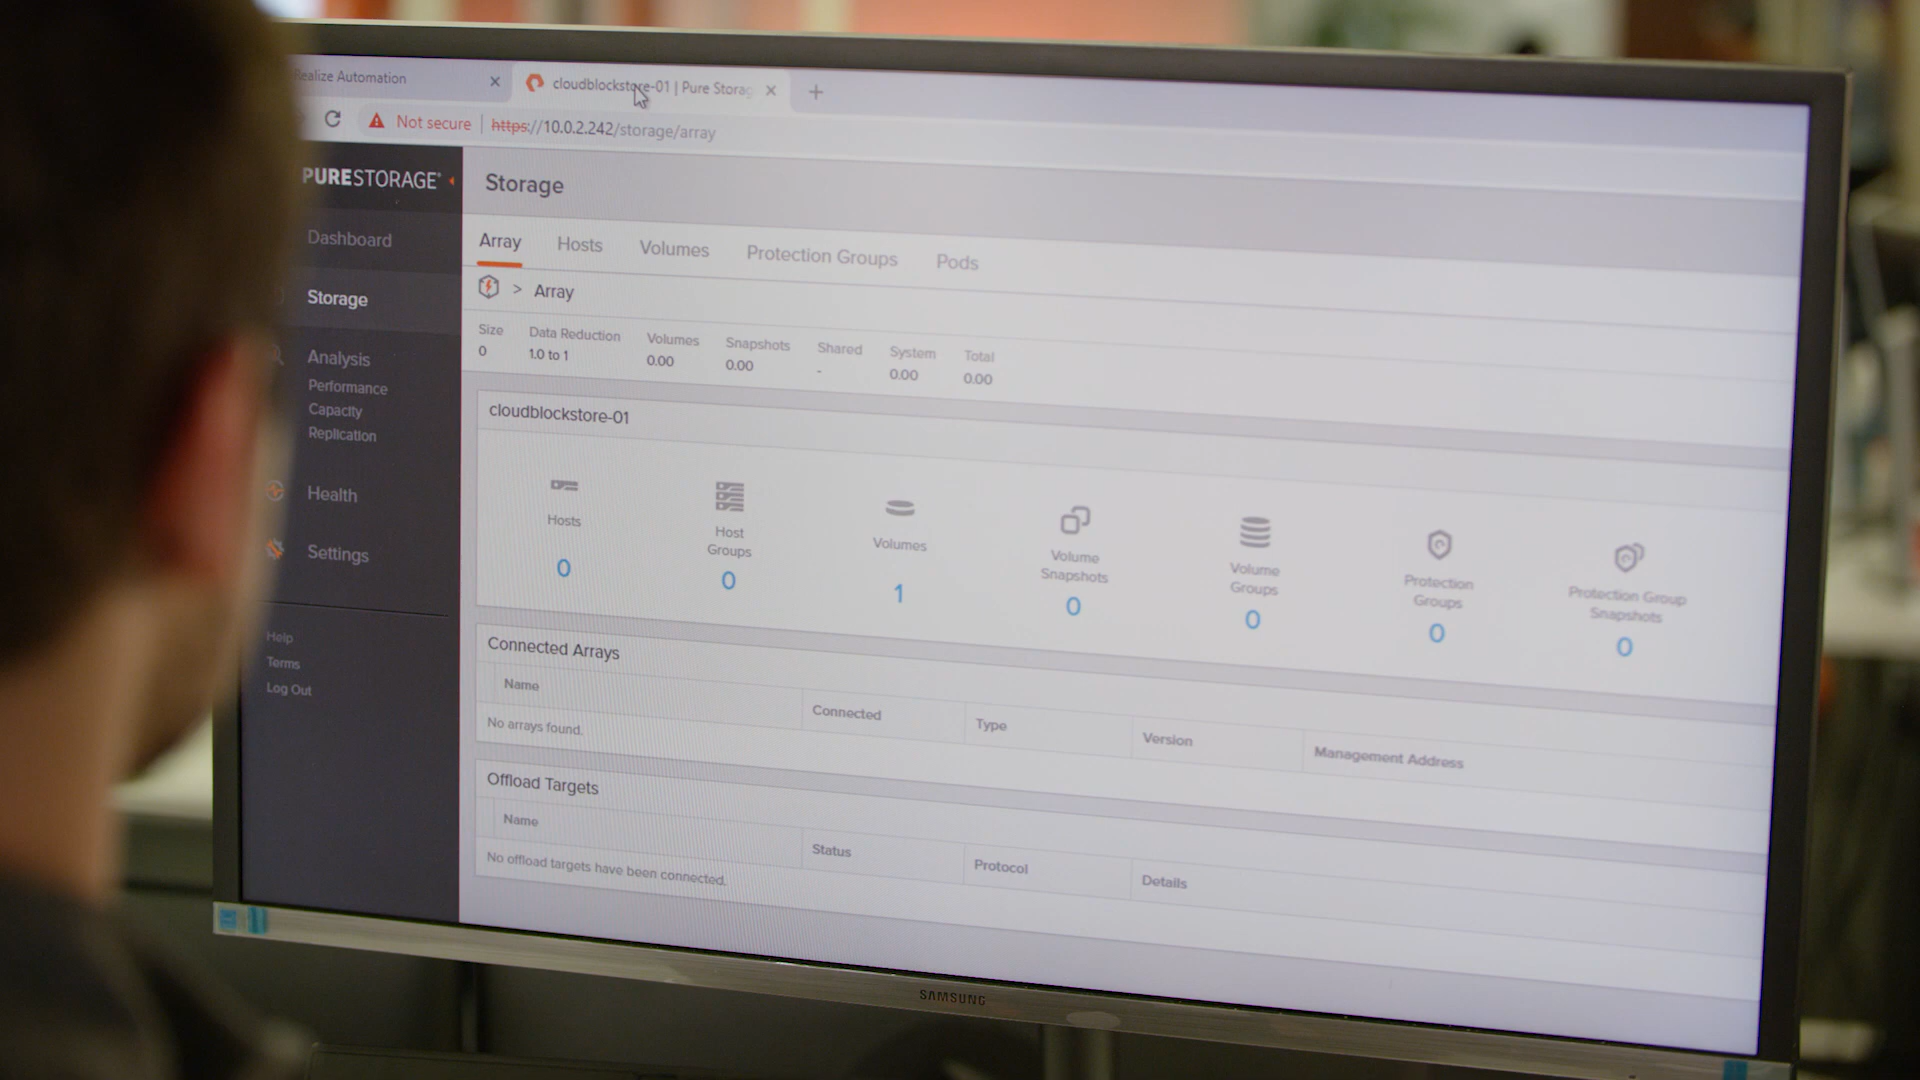 Realize Automation
cloudblockstore-01 | Pure Storag
Not secure | https://10.0.2.242/storage/array
PURESTORAGE®
Dashboard
Storage
Analysis
Performance
Capacity
Replication
Health
Settings
Help
Terms
Log Out
Storage
Array Hosts Volumes Protection Groups Pods
> Array
Size Data Reduction Volumes Snapshots Shared System Total
0 1.0 to 1 0.00 0.00 - 0.00 0.00
cloudblockstore-01
Hosts
0
Host
Groups
0
Volumes
1
Volume
Snapshots
0
Volume
Groups
0
Protection
Groups
0
Protection Group
Snapshots
0
Connected Arrays
Name Connected Type Version Management Address
No arrays found.
Offload Targets
Name Status Protocol Details
No offload targets have been connected.
SAMSUNG